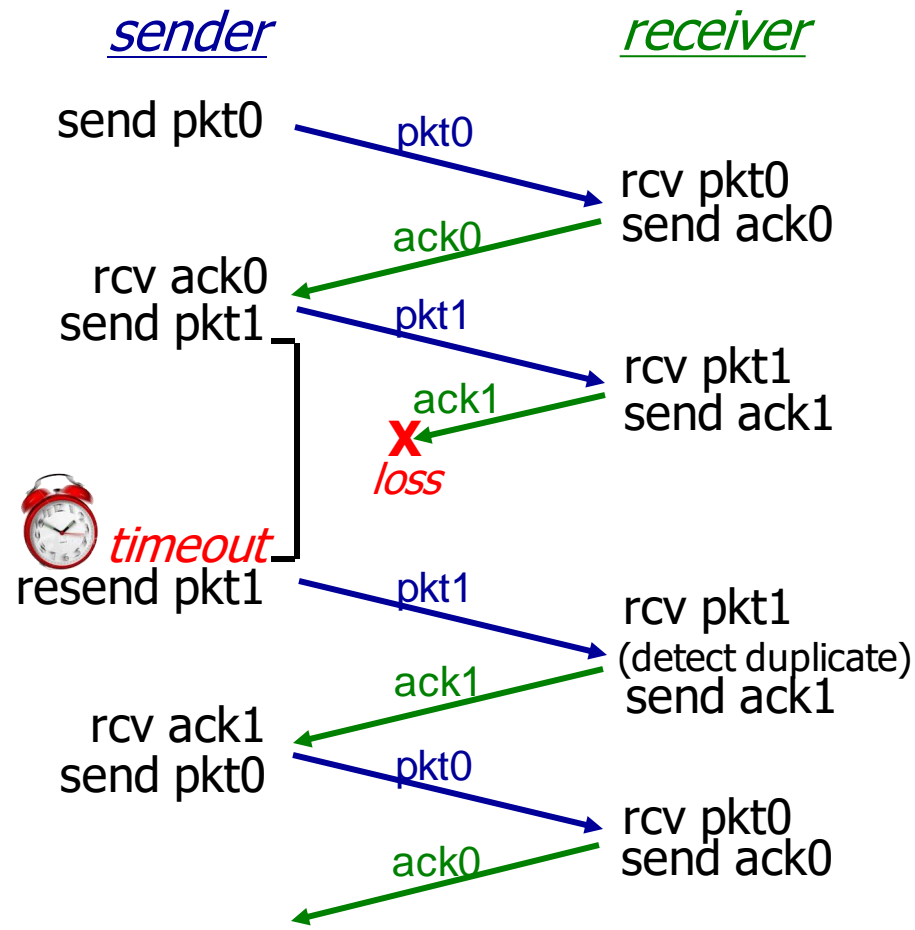 sender
receiver
send pkt0
pkt0
rcv pkt0
send ack0
ack0
rcv ack0
send pkt1
pkt1
rcv pkt1
send ack1
ack1
X
loss
timeout
resend pkt1
pkt1
rcv pkt1
(detect duplicate)
send ack1
ack1
rcv ack1
send pkt0
pkt0
rcv pkt0
send ack0
ack0